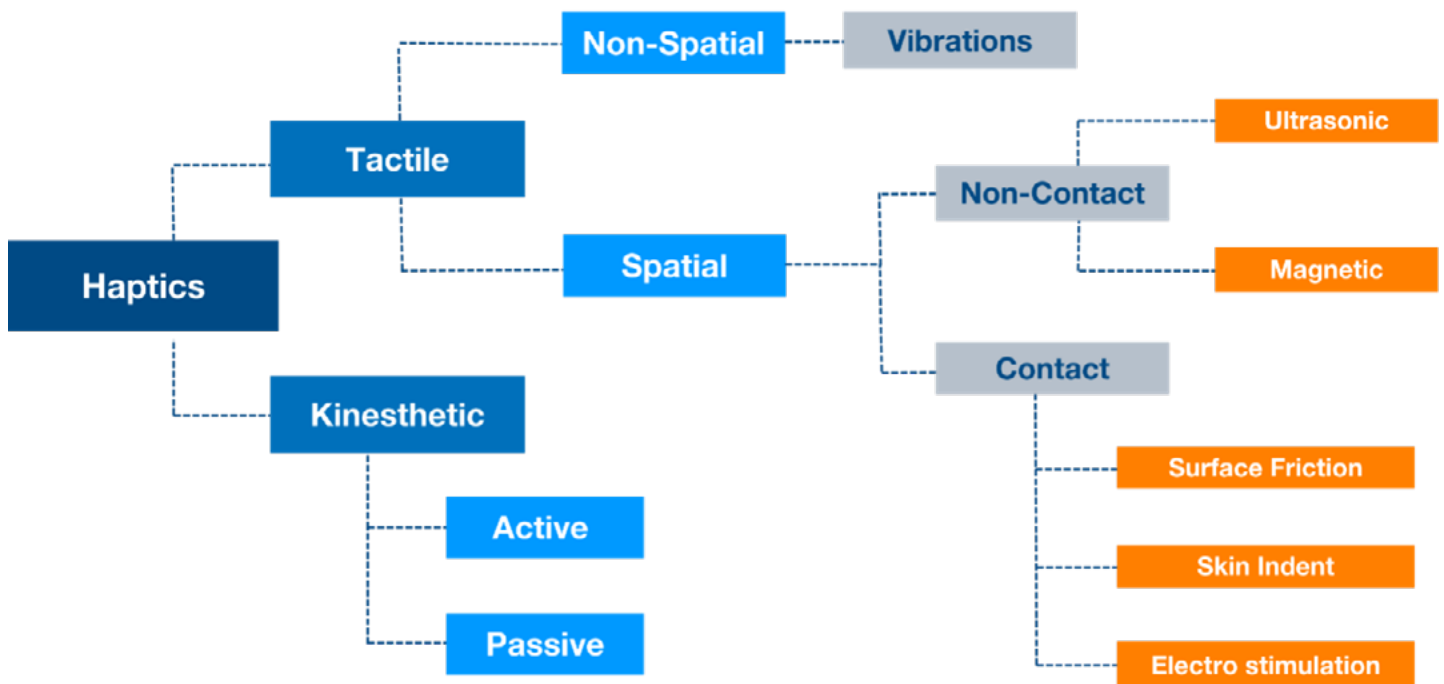 Non-Spatial
Vibrations
Ultrasonic
Tactile
Non-Contact
Spatial
Magnetic
Haptics
Contact
Kinesthetic
Surface Friction
Active
Skin Indent
Passive
Electro stimulation